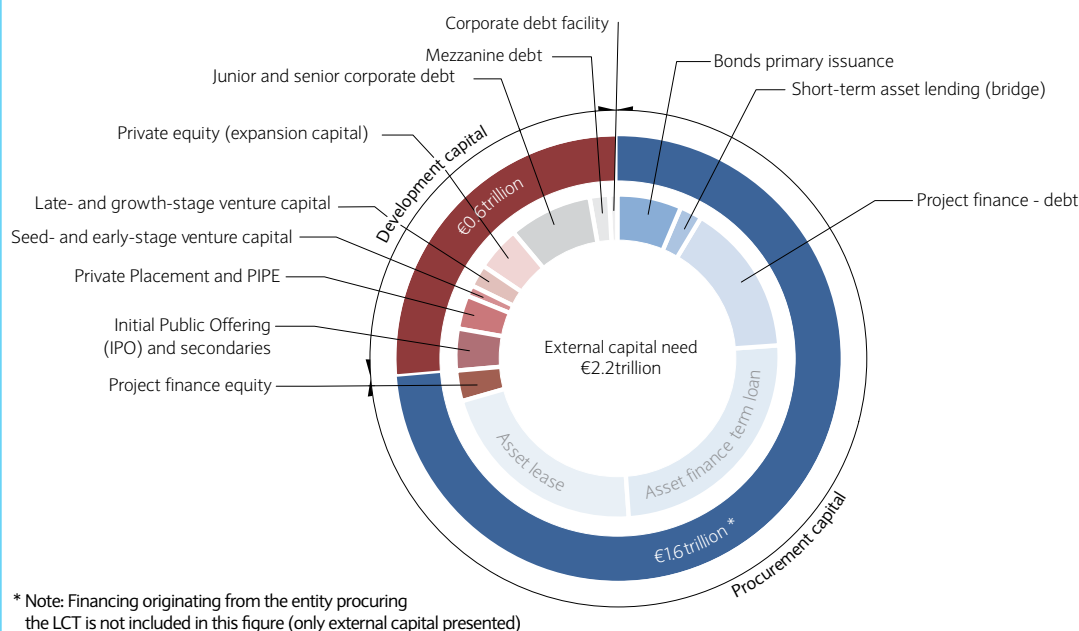 Corporate debt facility
Mezzanine debt
Junior and senior corporate debt
Private equity (expansion capital)
Late- and growth-stage venture capital
Seed- and early-stage venture capital
Private Placement and PIPE
Initial Public Offering
(IPO) and secondaries
Project finance equity
Bonds primary issuance
Short-term asset lending (bridge)
Project finance - debt
Development capital
€0.6trillion
External capital need
€2.2trillion
Asset lease
Asset finance term loan
€1.6trillion *
Procurement capital
* Note: Financing originating from the entity procuring
the LCT is not included in this figure (only external capital presented)